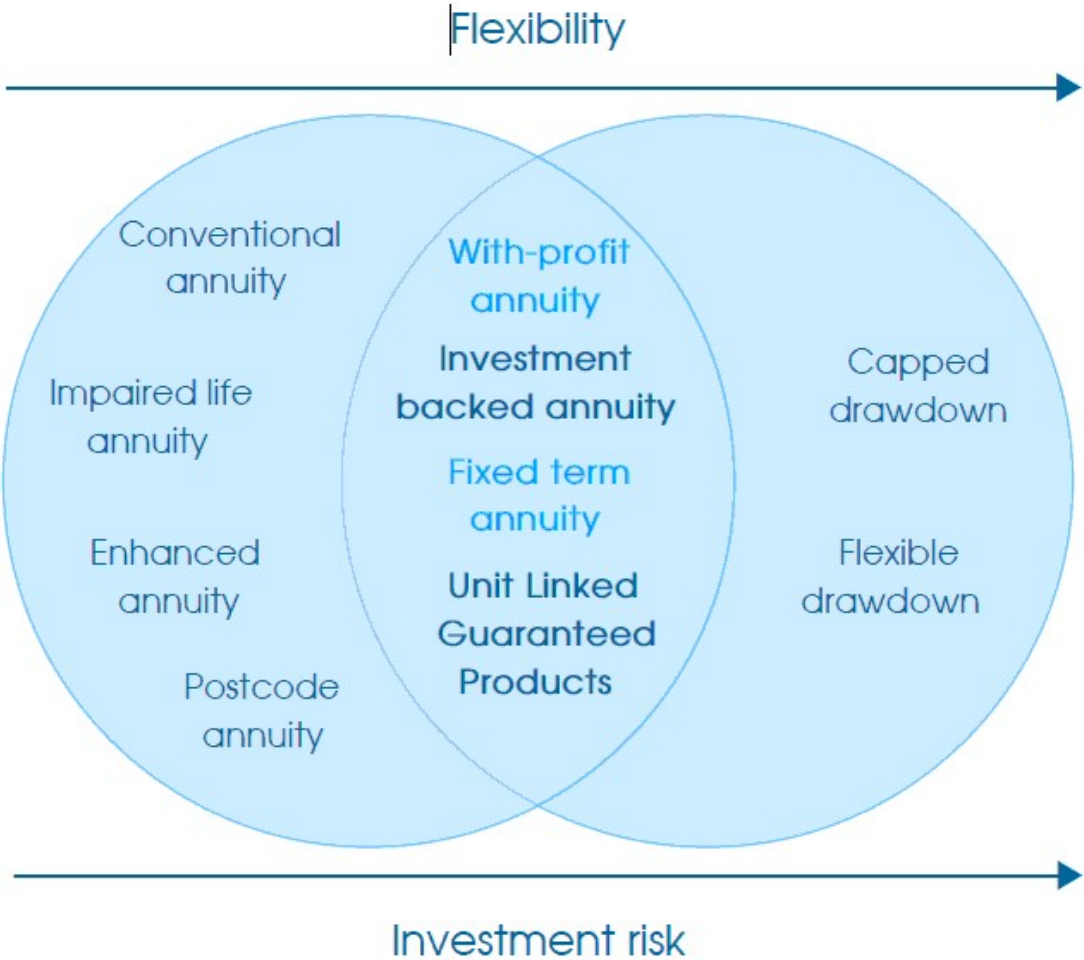 Flexibility
Conventional
annuity
Impaired life
annuity
Enhanced
annuity
Postcode
annuity
With-profit
annuity
Investment
backed annuity
Fixed term
annuity
Unit Linked
Guaranteed
Products
Capped
drawdown
Flexible
drawdown
Investment risk